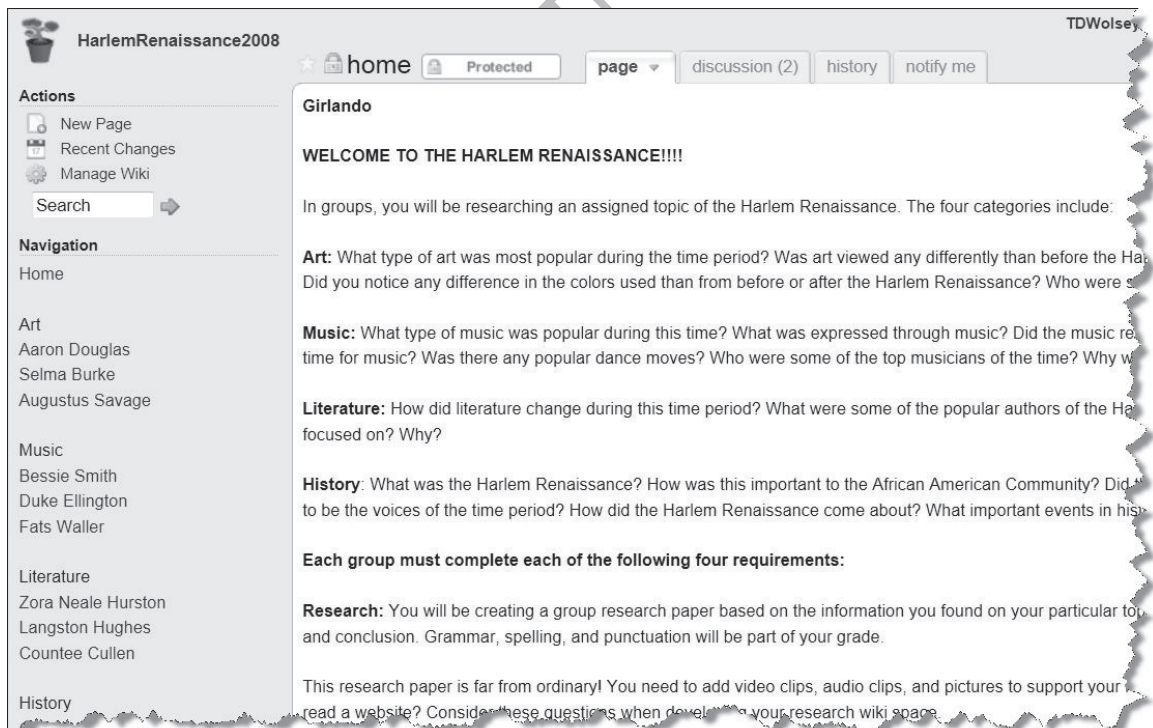 HarlemRenaissance2008
TDWolsey
home Protected page discussion (2) history notify me
Actions
New Page
Recent Changes
Manage Wiki
Search
Navigation
Home
Art
Aaron Douglas
Selma Burke
Augustus Savage
Music
Bessie Smith
Duke Ellington
Fats Waller
Literature
Zora Neale Hurston
Langston Hughes
Countee Cullen
History
Girlando
WELCOME TO THE HARLEM RENAISSANCE!!!!
In groups, you will be researching an assigned topic of the Harlem Renaissance. The four categories include:
Art: What type of art was most popular during the time period? Was art viewed any differently than before the
Did you notice any difference in the colors used than from before or after the Harlem Renaissance? Who were
Music: What type of music was popular during this time? What was expressed through music? Did the music
time for music? Was there any popular dance moves? Who were some of the top musicians of the time? Why
Literature: How did literature change during this time period? What were some of the popular authors of the
focused on? Why?
History: What was the Harlem Renaissance? How was this important to the African American Community? Did
to be the voices of the time period? How did the Harlem Renaissance come about? What important events in
Each group must complete each of the following four requirements:
Research: You will be creating a group research paper based on the information you found on your particular
and conclusion. Grammar, spelling, and punctuation will be part of your grade.
This research paper is far from ordinary! You need to add video clips, audio clips, and pictures to support your
read a website? Consider these questions when developing your research wiki space.